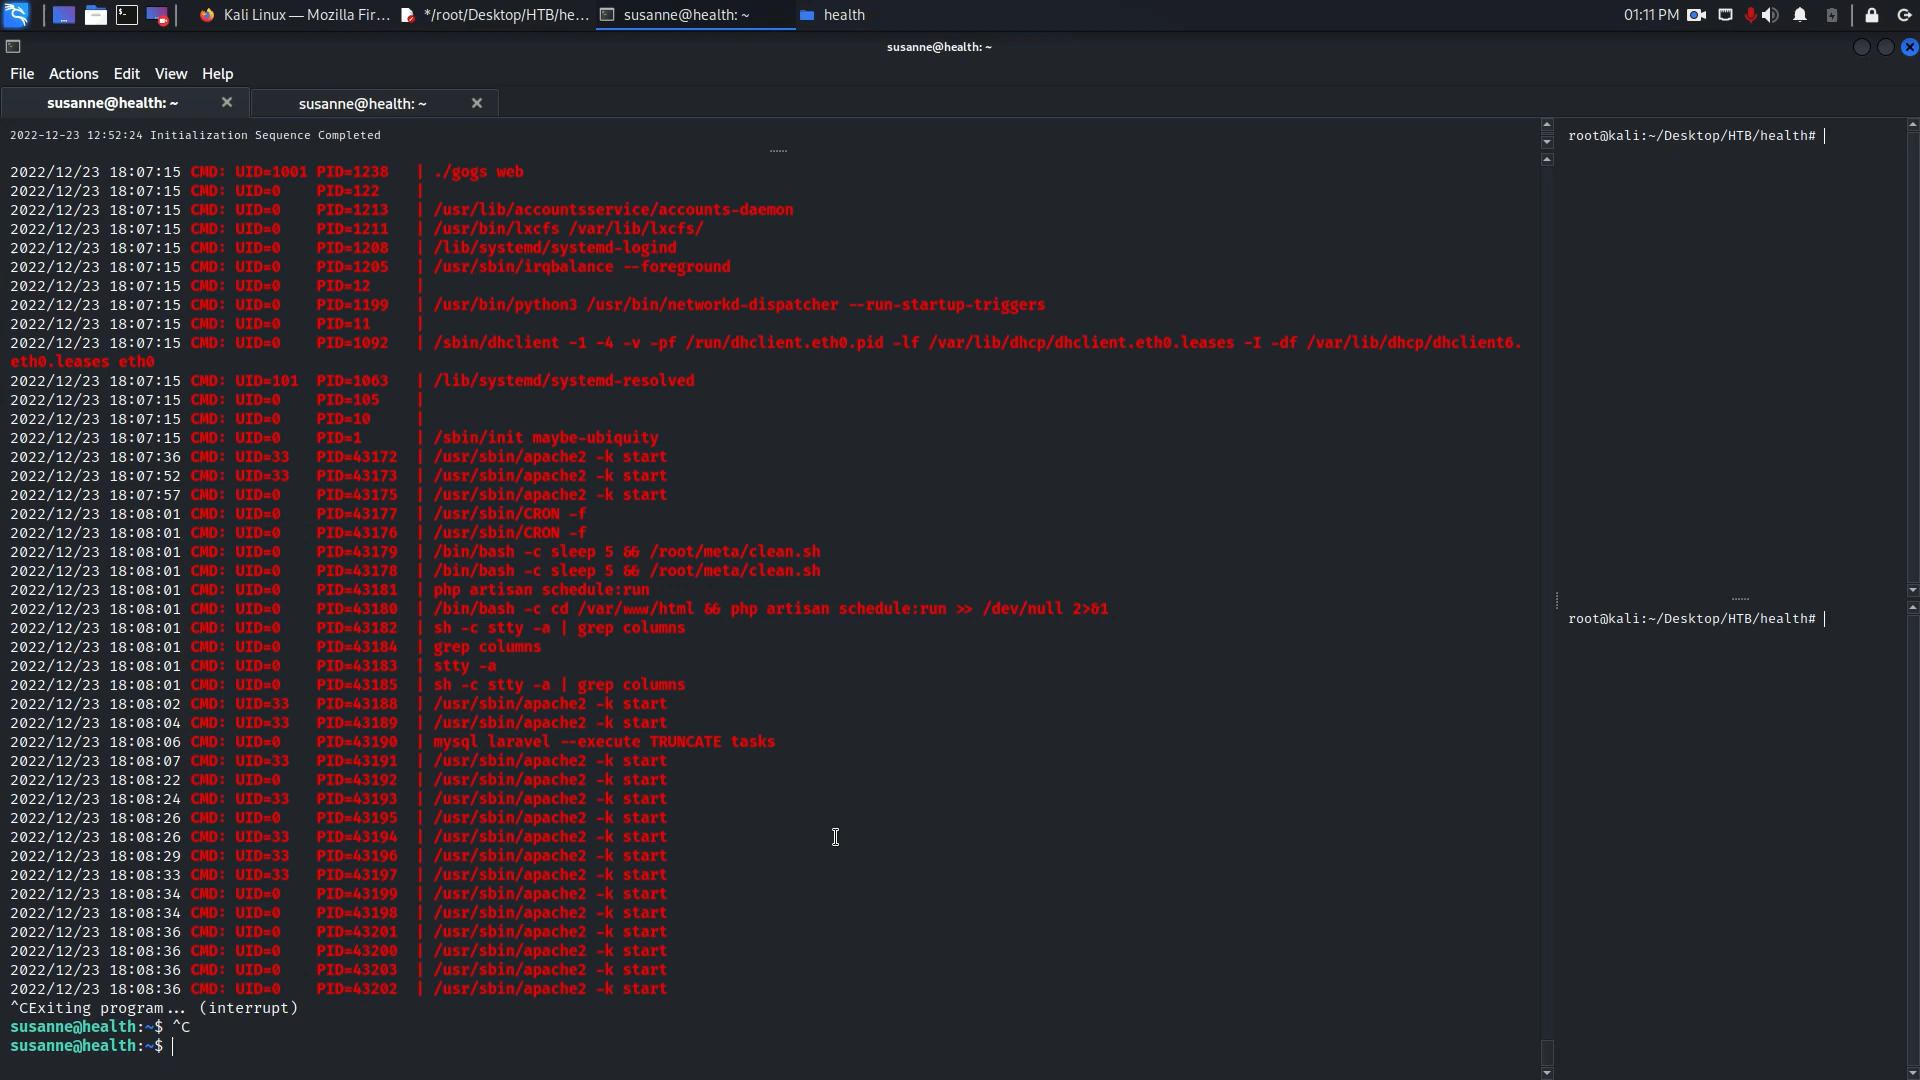 Kali Linux — Mozilla Fir...
*/root/Desktop/HTB/he...
susanne@health: ~
health
01:11 PM
susanne@health: ~
File Actions Edit View Help
susanne@health: ~
susanne@health: ~
2022-12-23 12:52:24 Initialization Sequence Completed
2022/12/23 18:07:15 CMD: UID=1001 PID=1238 | ./gogs web
2022/12/23 18:07:15 CMD: UID=0 PID=122 |
2022/12/23 18:07:15 CMD: UID=0 PID=1213 | /usr/lib/accountsservice/accounts-daemon
2022/12/23 18:07:15 CMD: UID=0 PID=1211 | /usr/bin/lxcfs /var/lib/lxcfs/
2022/12/23 18:07:15 CMD: UID=0 PID=1208 | /lib/systemd/systemd-logind
2022/12/23 18:07:15 CMD: UID=0 PID=1205 | /usr/sbin/irqbalance --foreground
2022/12/23 18:07:15 CMD: UID=0 PID=12 |
2022/12/23 18:07:15 CMD: UID=0 PID=1199 | /usr/bin/python3 /usr/bin/networkd-dispatcher --run-startup-triggers
2022/12/23 18:07:15 CMD: UID=0 PID=11 |
2022/12/23 18:07:15 CMD: UID=0 PID=1092 | /sbin/dhclient -1 -4 -v -pf /run/dhclient.eth0.pid -lf /var/lib/dhcp/dhclient.eth0.leases -I -df /var/lib/dhcp/dhclient6.
eth0.leases eth0
2022/12/23 18:07:15 CMD: UID=101 PID=1063 | /lib/systemd/systemd-resolved
2022/12/23 18:07:15 CMD: UID=0 PID=105 |
2022/12/23 18:07:15 CMD: UID=0 PID=10 |
2022/12/23 18:07:15 CMD: UID=0 PID=1 | /sbin/init maybe-ubiquity
2022/12/23 18:07:36 CMD: UID=33 PID=43172 | /usr/sbin/apache2 -k start
2022/12/23 18:07:52 CMD: UID=33 PID=43173 | /usr/sbin/apache2 -k start
2022/12/23 18:07:57 CMD: UID=0 PID=43175 | /usr/sbin/apache2 -k start
2022/12/23 18:08:01 CMD: UID=0 PID=43177 | /usr/sbin/CRON -f
2022/12/23 18:08:01 CMD: UID=0 PID=43176 | /usr/sbin/CRON -f
2022/12/23 18:08:01 CMD: UID=0 PID=43179 | /bin/bash -c sleep 5 && /root/meta/clean.sh
2022/12/23 18:08:01 CMD: UID=0 PID=43178 | /bin/bash -c sleep 5 && /root/meta/clean.sh
2022/12/23 18:08:01 CMD: UID=0 PID=43181 | php artisan schedule:run
2022/12/23 18:08:01 CMD: UID=0 PID=43180 | /bin/bash -c cd /var/www/html && php artisan schedule:run >> /dev/null 2>&1
2022/12/23 18:08:01 CMD: UID=0 PID=43182 | sh -c stty -a | grep columns
2022/12/23 18:08:01 CMD: UID=0 PID=43184 | grep columns
2022/12/23 18:08:01 CMD: UID=0 PID=43183 | stty -a
2022/12/23 18:08:01 CMD: UID=0 PID=43185 | sh -c stty -a | grep columns
2022/12/23 18:08:02 CMD: UID=33 PID=43188 | /usr/sbin/apache2 -k start
2022/12/23 18:08:04 CMD: UID=33 PID=43189 | /usr/sbin/apache2 -k start
2022/12/23 18:08:06 CMD: UID=0 PID=43190 | mysql laravel --execute TRUNCATE tasks
2022/12/23 18:08:07 CMD: UID=33 PID=43191 | /usr/sbin/apache2 -k start
2022/12/23 18:08:22 CMD: UID=0 PID=43192 | /usr/sbin/apache2 -k start
2022/12/23 18:08:24 CMD: UID=33 PID=43193 | /usr/sbin/apache2 -k start
2022/12/23 18:08:26 CMD: UID=0 PID=43195 | /usr/sbin/apache2 -k start
2022/12/23 18:08:26 CMD: UID=33 PID=43194 | /usr/sbin/apache2 -k start
2022/12/23 18:08:29 CMD: UID=33 PID=43196 | /usr/sbin/apache2 -k start
2022/12/23 18:08:33 CMD: UID=33 PID=43197 | /usr/sbin/apache2 -k start
2022/12/23 18:08:34 CMD: UID=0 PID=43199 | /usr/sbin/apache2 -k start
2022/12/23 18:08:34 CMD: UID=0 PID=43198 | /usr/sbin/apache2 -k start
2022/12/23 18:08:36 CMD: UID=0 PID=43201 | /usr/sbin/apache2 -k start
2022/12/23 18:08:36 CMD: UID=0 PID=43200 | /usr/sbin/apache2 -k start
2022/12/23 18:08:36 CMD: UID=0 PID=43203 | /usr/sbin/apache2 -k start
2022/12/23 18:08:36 CMD: UID=0 PID=43202 | /usr/sbin/apache2 -k start
^CExiting program... (interrupt)
susanne@health:~$ ^C
susanne@health:~$
root@kali:~/Desktop/HTB/health#
root@kali:~/Desktop/HTB/health#